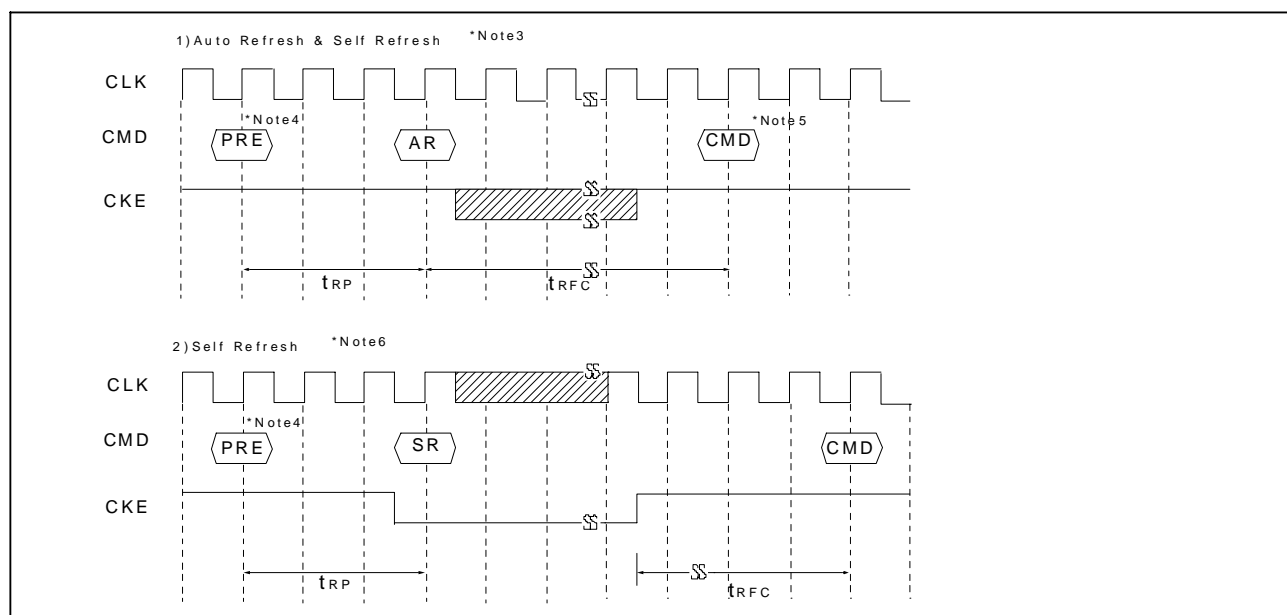 1)Auto Refresh & Self Refresh *Note3
CLK
CMD PRE *Note4 AR CMD *Note5
CKE
tRP tRFC
2)Self Refresh *Note6
CLK
CMD PRE *Note4 SR CMD
CKE
tRP tRFC